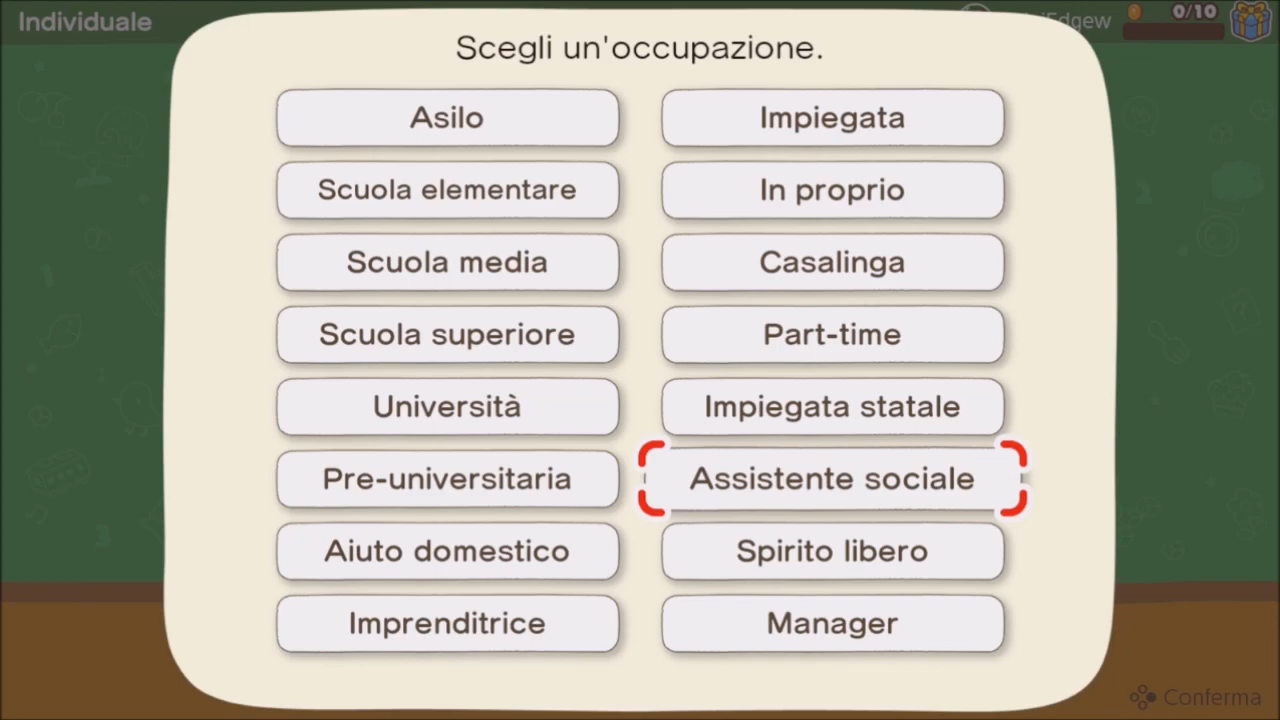 Individuale
0/10
Scegli un'occupazione.
Asilo
Impiegata
Scuola elementare
In proprio
Scuola media
Casalinga
Scuola superiore
Part-time
Università
Impiegata statale
Pre-universitaria
Assistente sociale
Aiuto domestico
Spirito libero
Imprenditrice
Manager
Conferma